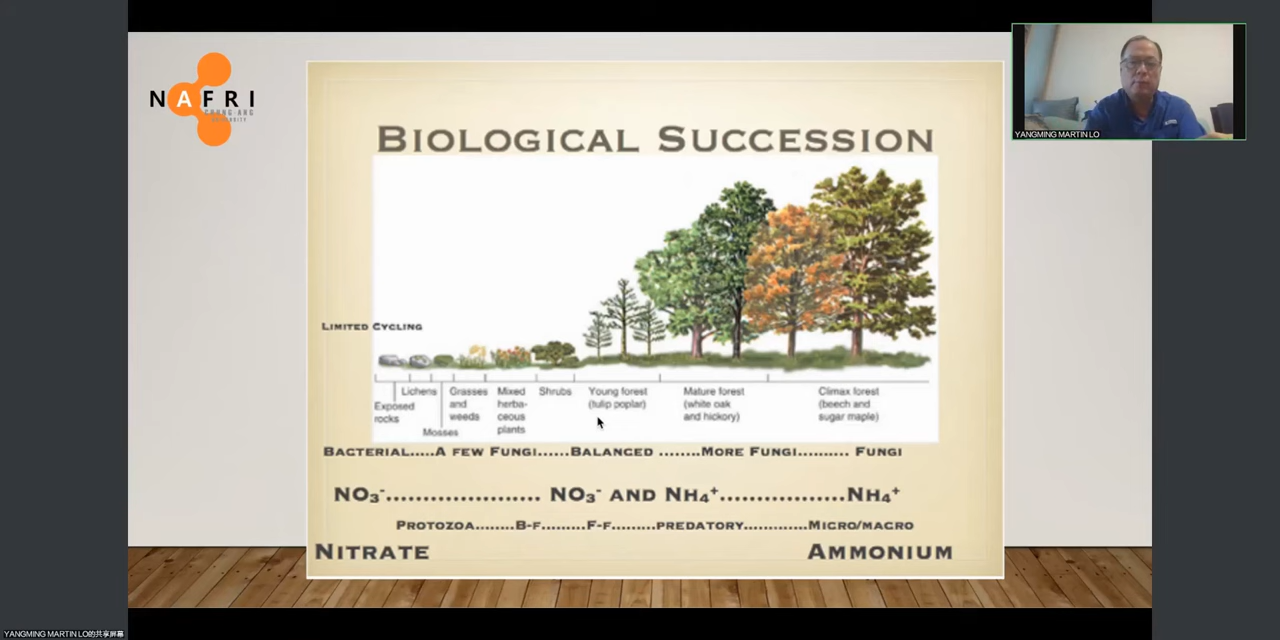 NAFRI
YANGMING MARTIN LO
BIOLOGICAL SUCCESSION
LIMITED CYCLING
Exposed rocks
Lichens
Mosses
Grasses and weeds
Mixed herba-ceous plants
Shrubs
Young forest (tulip poplar)
Mature forest (white oak and hickory)
Climax forest (beech and sugar maple)
BACTERIAL.....A FEW FUNGI......BALANCED ........MORE FUNGI.......... FUNGI
NO₃⁻...................... NO₃⁻ AND NH₄⁺.................NH₄⁺
PROTOZOA........B-F........F-F........PREDATORY............MICRO/MACRO
NITRATE
AMMONIUM
YANGMING MARTIN LO的共享屏幕